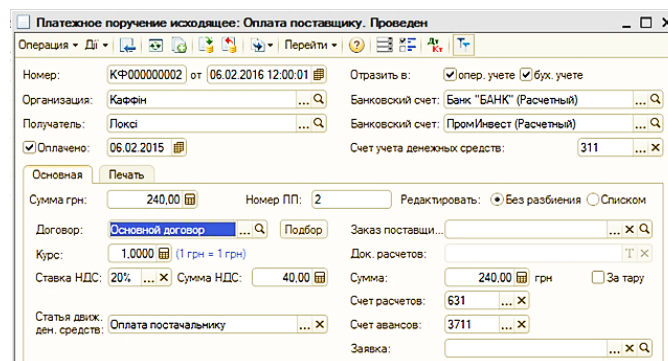 Платежное поручение исходящее: Оплата поставщику. Проведен
Операция Дії Перейти
Номер: КФ000000002 от 06.02.2016 12:00:01 Отразить в: опер. учете бух. учете
Организация: Каффін Банковский счет: Банк "БАНК" (Расчетный)
Получатель: Локсі Банковский счет: ПромИнвест (Расчетный)
Оплачено: 06.02.2015 Счет учета денежных средств: 311
Основная Печать
Сумма грн: 240,00 Номер ПП: 2 Редактировать: Без разбиения Списком
Договор: Основной договор Подбор Заказ поставщи...
Курс: 1,0000 (1 грн = 1 грн) Док. расчетов:
Ставка НДС: 20% Сумма НДС: 40,00 Сумма: 240,00 грн За тару
Счет расчетов: 631
Статья движ. ден. средств: Оплата постачальнику Счет авансов: 3711
Заявка: